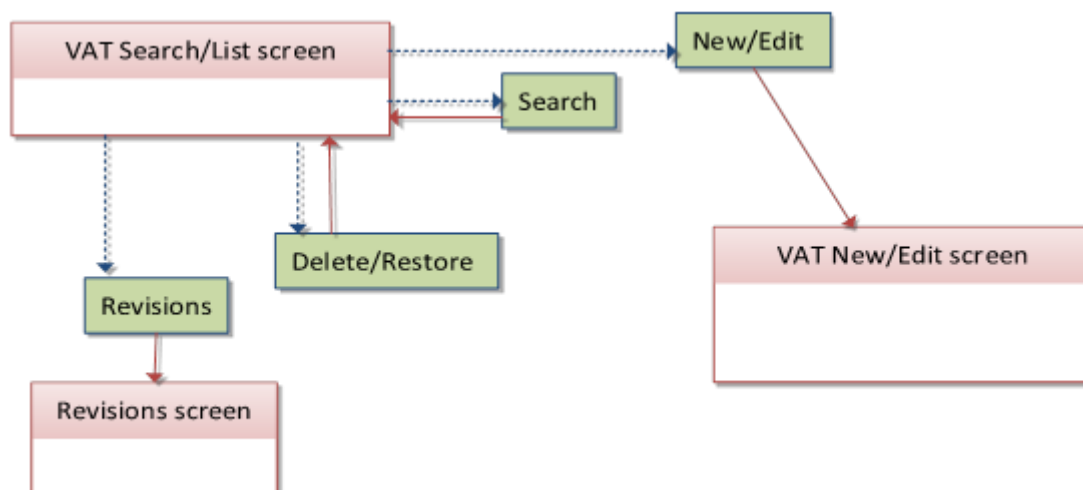 VAT Search/List screen
New/Edit
Search
Delete/Restore
VAT New/Edit screen
Revisions
Revisions screen